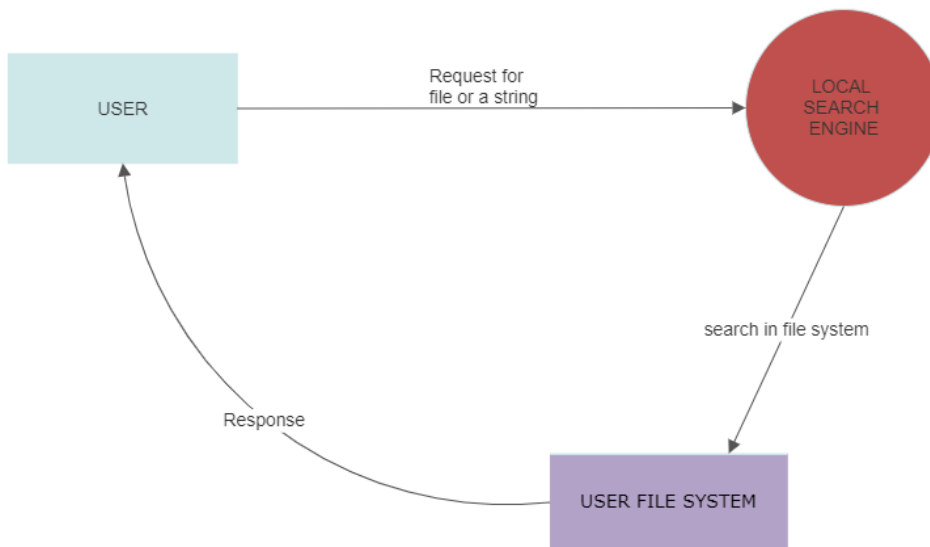 USER
Request for
file or a string
LOCAL
SEARCH
ENGINE
search in file system
Response
USER FILE SYSTEM